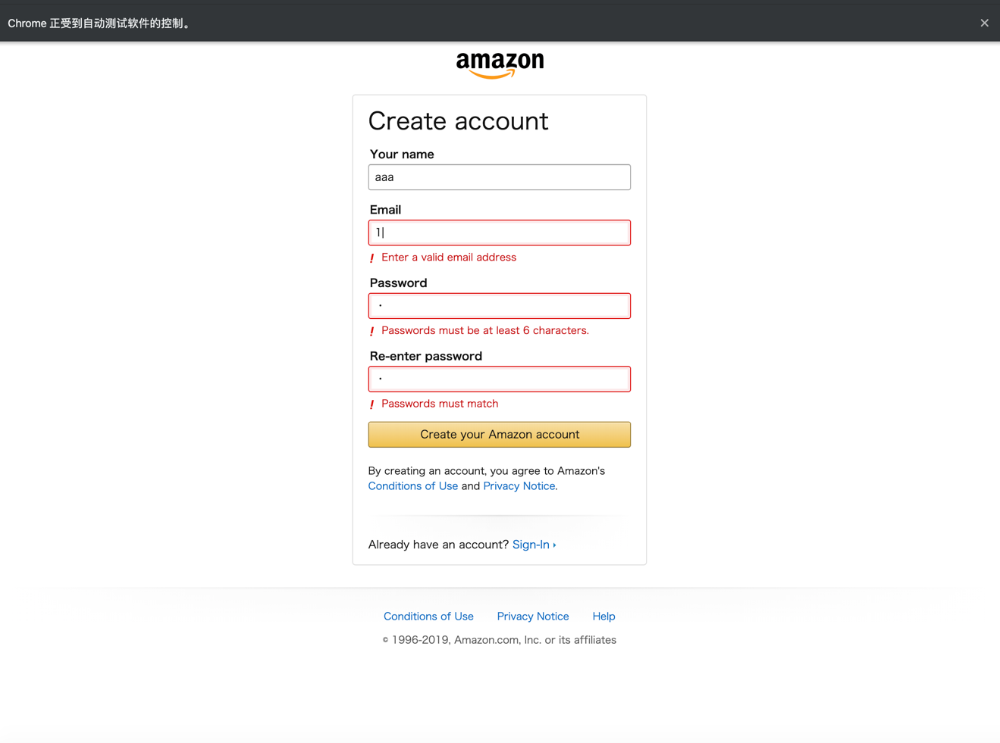 Chrome 正受到自动测试软件的控制。
amazon
Create account
Your name
aaa
Email
1
! Enter a valid email address
Password
•
! Passwords must be at least 6 characters.
Re-enter password
•
! Passwords must match
Create your Amazon account
By creating an account, you agree to Amazon's
Conditions of Use and Privacy Notice.
Already have an account? Sign-In
Conditions of Use Privacy Notice Help
© 1996-2019, Amazon.com, Inc. or its affiliates